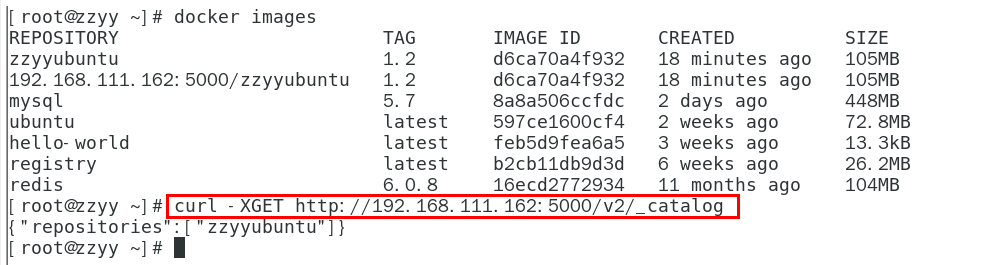 [root@zzyy ~]# docker images
REPOSITORY TAG IMAGE ID CREATED SIZE
zzyyubuntu 1.2 d6ca70a4f932 18 minutes ago 105MB
192.168.111.162:5000/zzyyubuntu 1.2 d6ca70a4f932 18 minutes ago 105MB
mysql 5.7 8a8a506ccfdc 2 days ago 448MB
ubuntu latest 597ce1600cf4 2 weeks ago 72.8MB
hello-world latest feb5d9fea6a5 3 weeks ago 13.3kB
registry latest b2cb11db9d3d 6 weeks ago 26.2MB
redis 6.0.8 16ecd2772934 11 months ago 104MB
[root@zzyy ~]# curl -XGET http://192.168.111.162:5000/v2/_catalog
{"repositories":["zzyyubuntu"]}
[root@zzyy ~]#